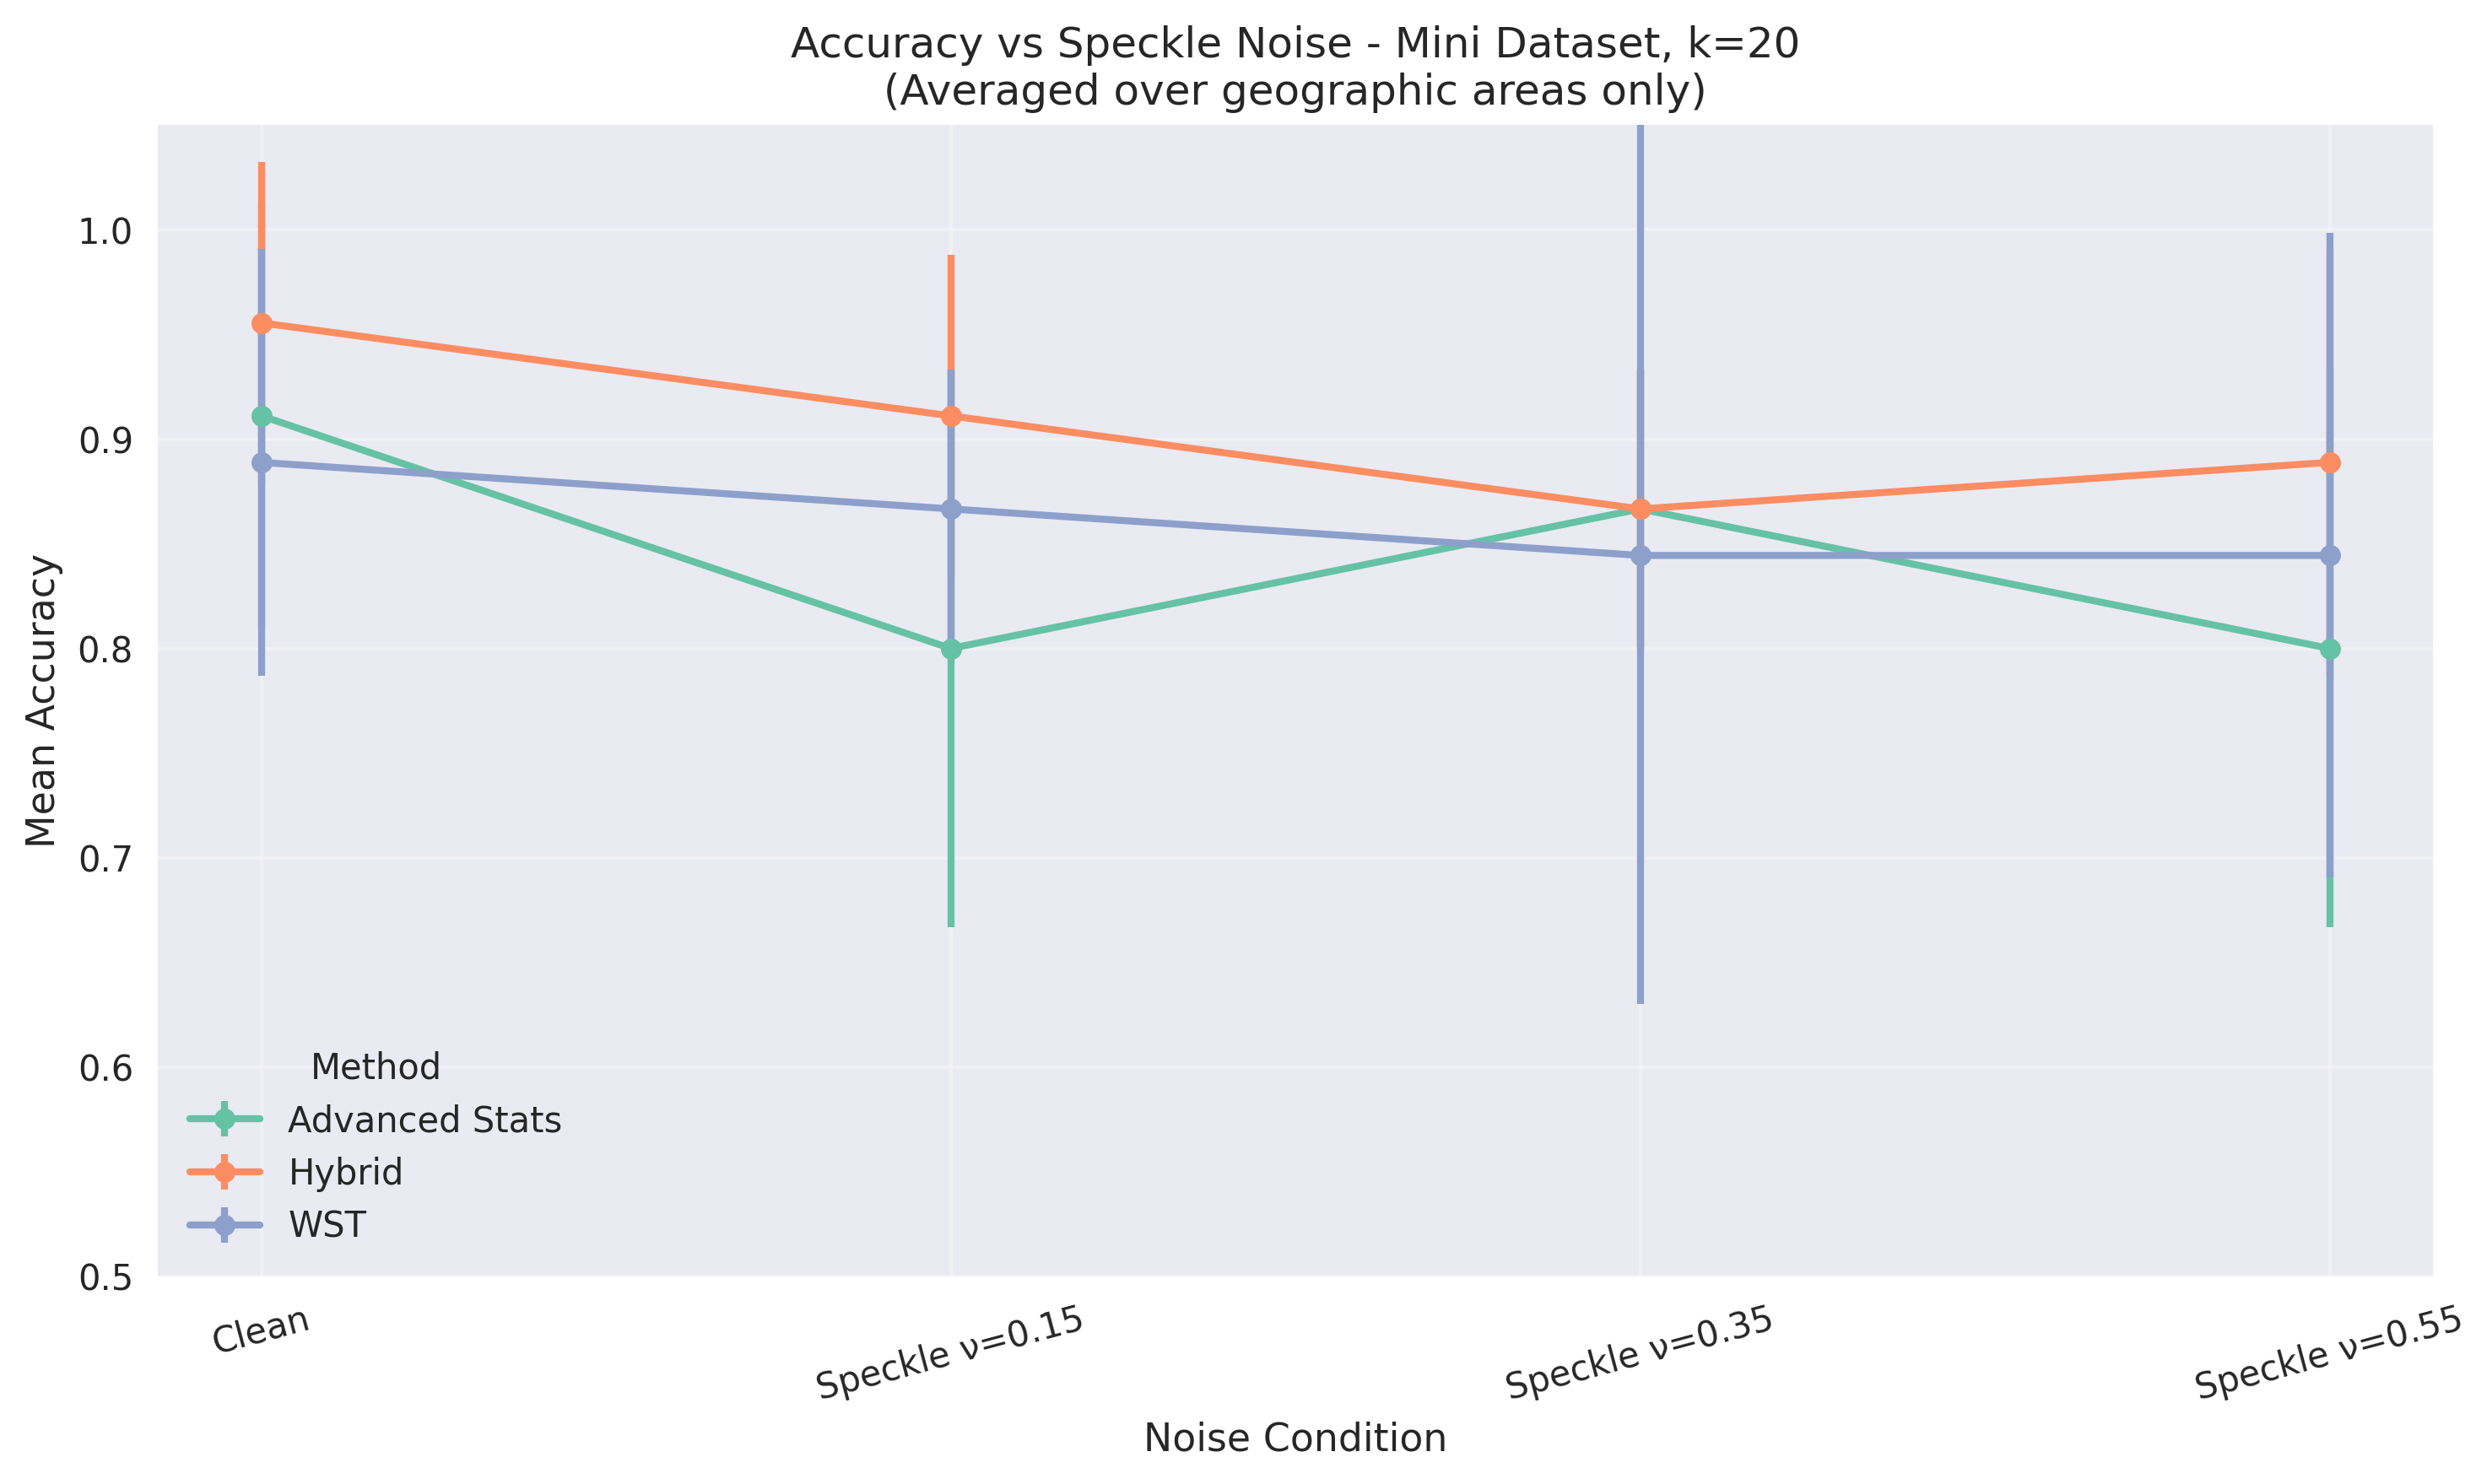 Accuracy vs Speckle Noise - Mini Dataset, k=20
(Averaged over geographic areas only)
Mean Accuracy
1.0
0.9
0.8
0.7
0.6
0.5
Method
Advanced Stats
Hybrid
WST
Clean
Speckle ν=0.15
Speckle ν=0.35
Speckle ν=0.55
Noise Condition